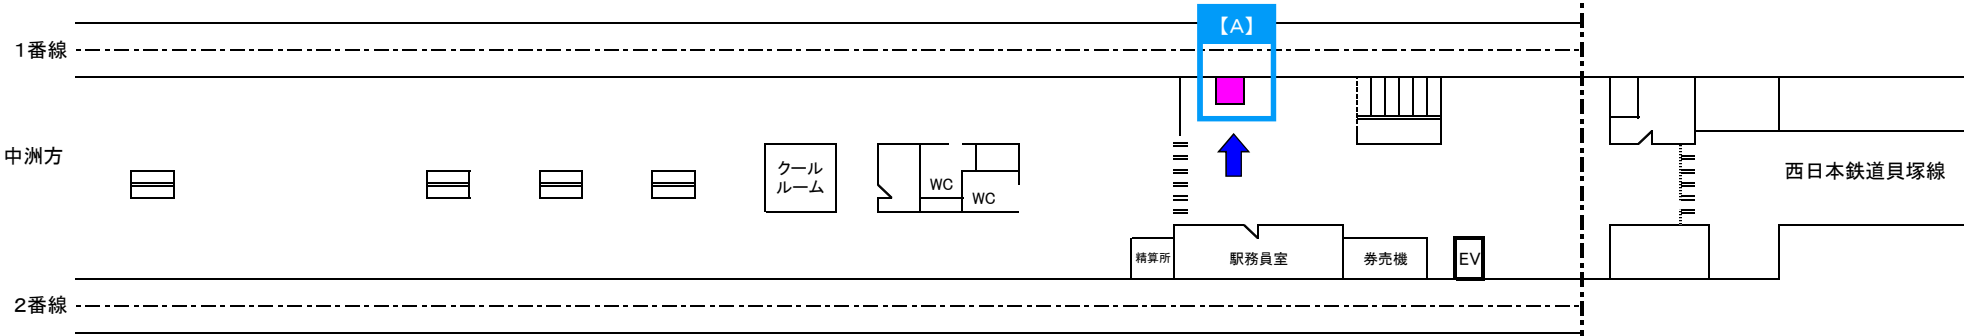 【A】
1番線
中洲方
クール
ルーム
WC
WC
西日本鉄道貝塚線
精算所
駅務員室
券売機
EV
2番線